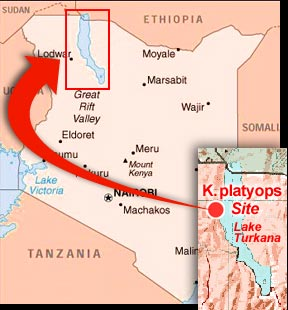 SUDAN
ETHIOPIA
Lodwar
Moyale
Marsabit
Great
Rift
Valley
Wajir
SOMALI
Eldoret
Meru
Mount
Kenya
Lake
Victoria
NAIROBI
Machakos
TANZANIA
K. platyops
Site
Lake
Turkana